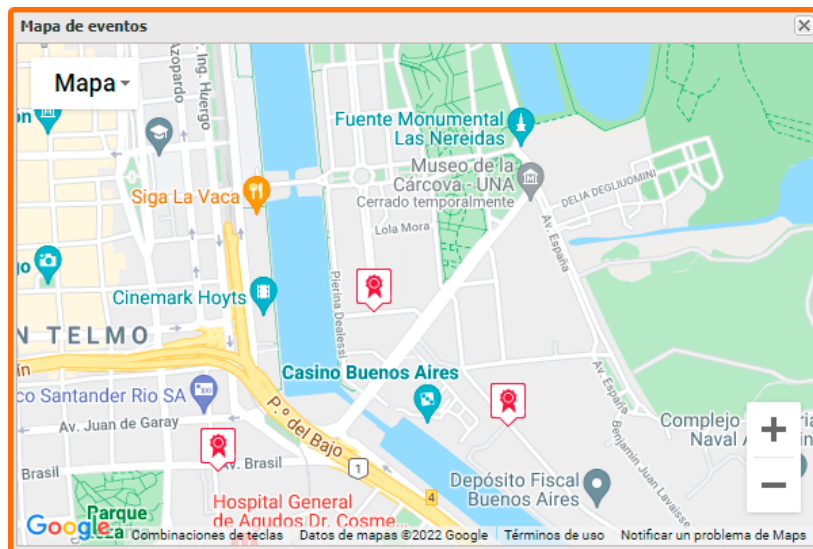 Mapa de eventos
Mapa
Azopardo
Av. Ing. Huergo
Fuente Monumental
Las Nereidas
Museo de la
Cárcova - UNA
Cerrado temporalmente
DELIA DEGLIUOMINI
Siga La Vaca
Lola Mora
Av. España
Pierina Dealessi
Cinemark Hoyts
N TELMO
Casino Buenos Aires
co Santander Rio SA
Av. España
Av. Juan de Garay
P.º del Bajo
Complejo
Naval
Benjamin Juan Lavaisse
Brasil
Av. Brasil
1
4
Depósito Fiscal
Buenos Aires
Hospital General
de Agudos Dr. Cosme...
Parque
Google
Combinaciones de teclas
Datos de mapas ©2022 Google
Términos de uso
Notificar un problema de Maps